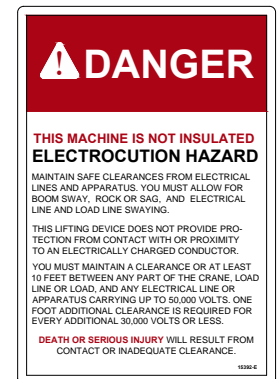 DANGER
THIS MACHINE IS NOT INSULATED
ELECTROCUTION HAZARD
MAINTAIN SAFE CLEARANCES FROM ELECTRICAL
LINES AND APPARATUS. YOU MUST ALLOW FOR
BOOM SWAY, ROCK OR SAG, AND ELECTRICAL
LINE AND LOAD LINE SWAYING.
THIS LIFTING DEVICE DOES NOT PROVIDE PRO-
TECTION FROM CONTACT WITH OR PROXIMITY
TO AN ELECTRICALLY CHARGED CONDUCTOR.
YOU MUST MAINTAIN A CLEARANCE OR AT LEAST
10 FEET BETWEEN ANY PART OF THE CRANE, LOAD
LINE OR LOAD, AND ANY ELECTRICAL LINE OR
APPARATUS CARRYING UP TO 50,000 VOLTS. ONE
FOOT ADDITIONAL CLEARANCE IS REQUIRED FOR
EVERY ADDITIONAL 30,000 VOLTS OR LESS.
DEATH OR SERIOUS INJURY WILL RESULT FROM
CONTACT OR INADEQUATE CLEARANCE.
15392-E